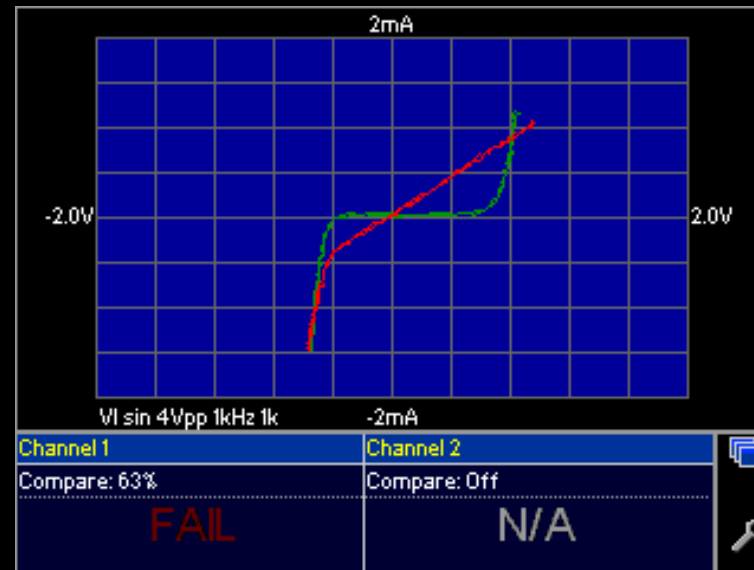 2mA
-2.0V 2.0V
VI sin 4Vpp 1kHz 1k -2mA
Channel 1 Channel 2
Compare: 63% Compare: Off
FAIL N/A